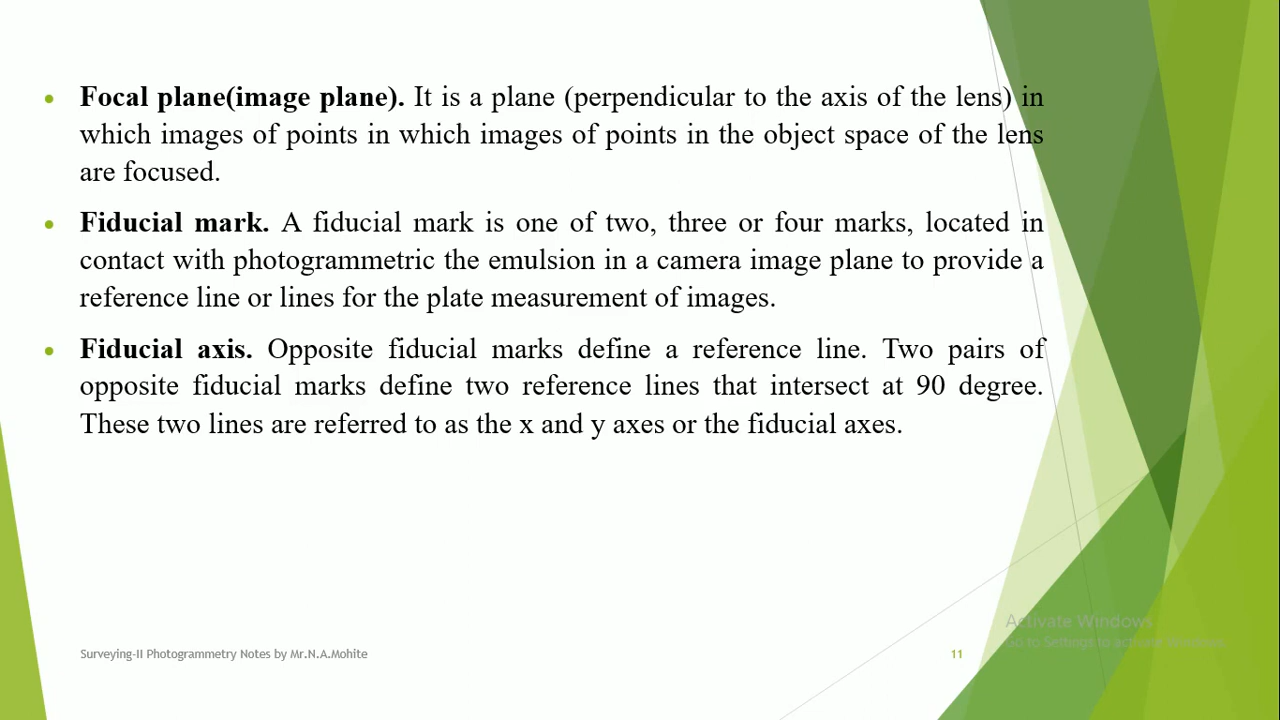 • Focal plane(image plane). It is a plane (perpendicular to the axis of the lens) in
which images of points in which images of points in the object space of the lens
are focused.
• Fiducial mark. A fiducial mark is one of two, three or four marks, located in
contact with photogrammetric the emulsion in a camera image plane to provide a
reference line or lines for the plate measurement of images.
• Fiducial axis. Opposite fiducial marks define a reference line. Two pairs of
opposite fiducial marks define two reference lines that intersect at 90 degree.
These two lines are referred to as the x and y axes or the fiducial axes.
Activate Windows
Go to Settings to activate Windows.
Surveying-II Photogrammetry Notes by Mr.N.A.Mohite
11